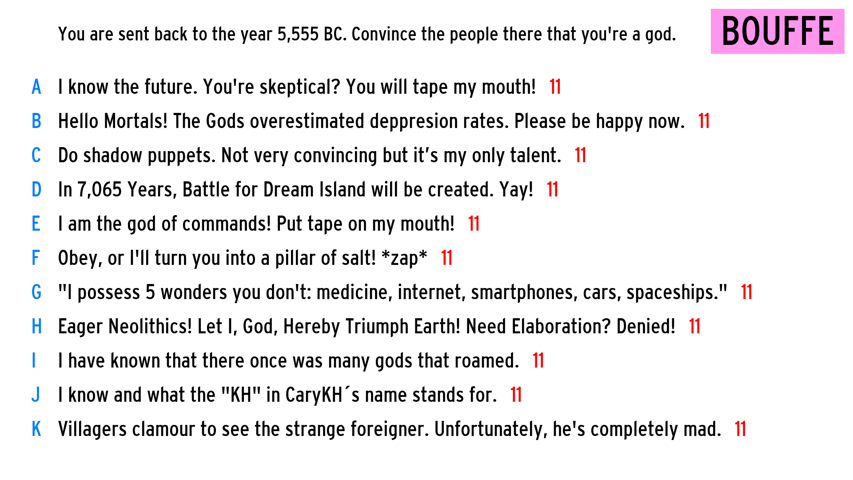 You are sent back to the year 5,555 BC. Convince the people there that you're a god.
BOUFFE
A I know the future. You're skeptical? You will tape my mouth! 11
B Hello Mortals! The Gods overestimated deppresion rates. Please be happy now. 11
C Do shadow puppets. Not very convincing but it’s my only talent. 11
D In 7,065 Years, Battle for Dream Island will be created. Yay! 11
E I am the god of commands! Put tape on my mouth! 11
F Obey, or I'll turn you into a pillar of salt! *zap* 11
G "I possess 5 wonders you don't: medicine, internet, smartphones, cars, spaceships." 11
H Eager Neolithics! Let I, God, Hereby Triumph Earth! Need Elaboration? Denied! 11
I I have known that there once was many gods that roamed. 11
J I know and what the "KH" in CaryKH´s name stands for. 11
K Villagers clamour to see the strange foreigner. Unfortunately, he's completely mad. 11